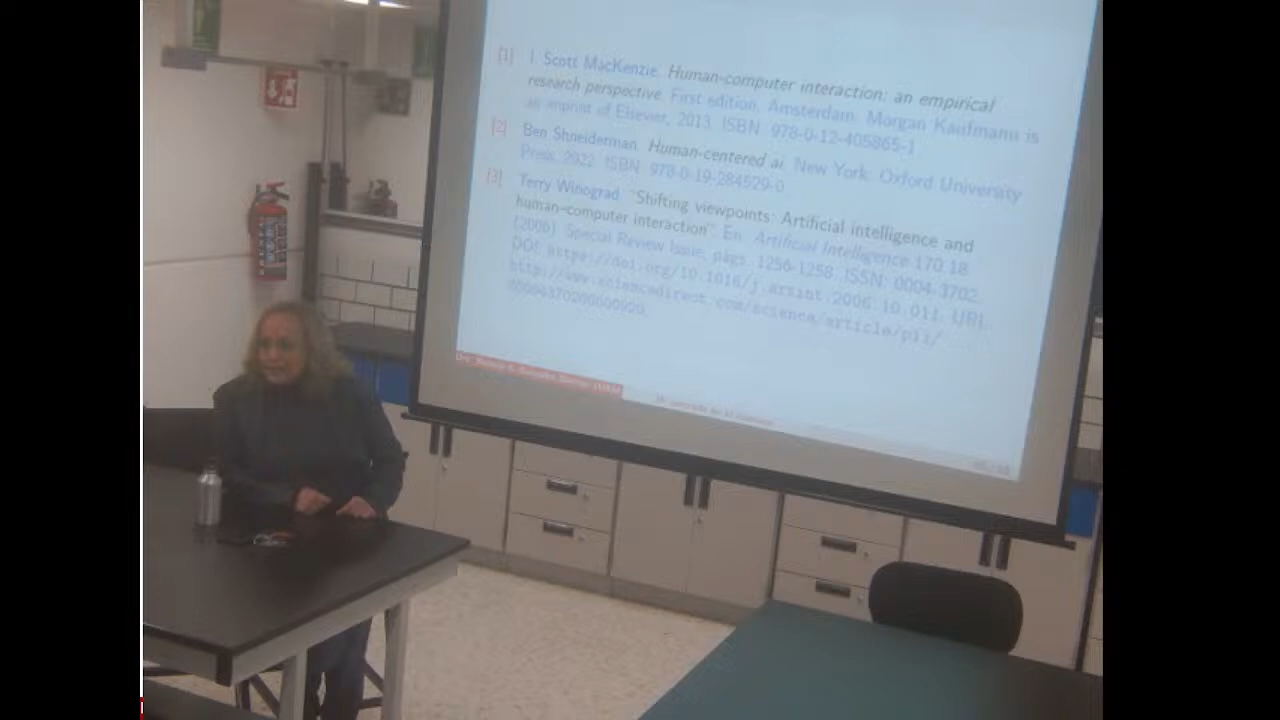 [1] I. Scott MacKenzie. Human-computer interaction: an empirical
research perspective. First edition. Amsterdam: Morgan Kaufmann is
an imprint of Elsevier, 2013. ISBN: 978-0-12-405865-1.
[2] Ben Shneiderman. Human-centered ai. New York: Oxford University
Press, 2022. ISBN: 978-0-19-284529-0.
[3] Terry Winograd. “Shifting viewpoints: Artificial intelligence and
human–computer interaction”. En: Artificial Intelligence 170.18
(2006). Special Review Issue, págs. 1256-1258. ISSN: 0004-3702.
DOI: https://doi.org/10.1016/j.artint.2006.10.011. URL:
http://www.sciencedirect.com/science/article/pii/